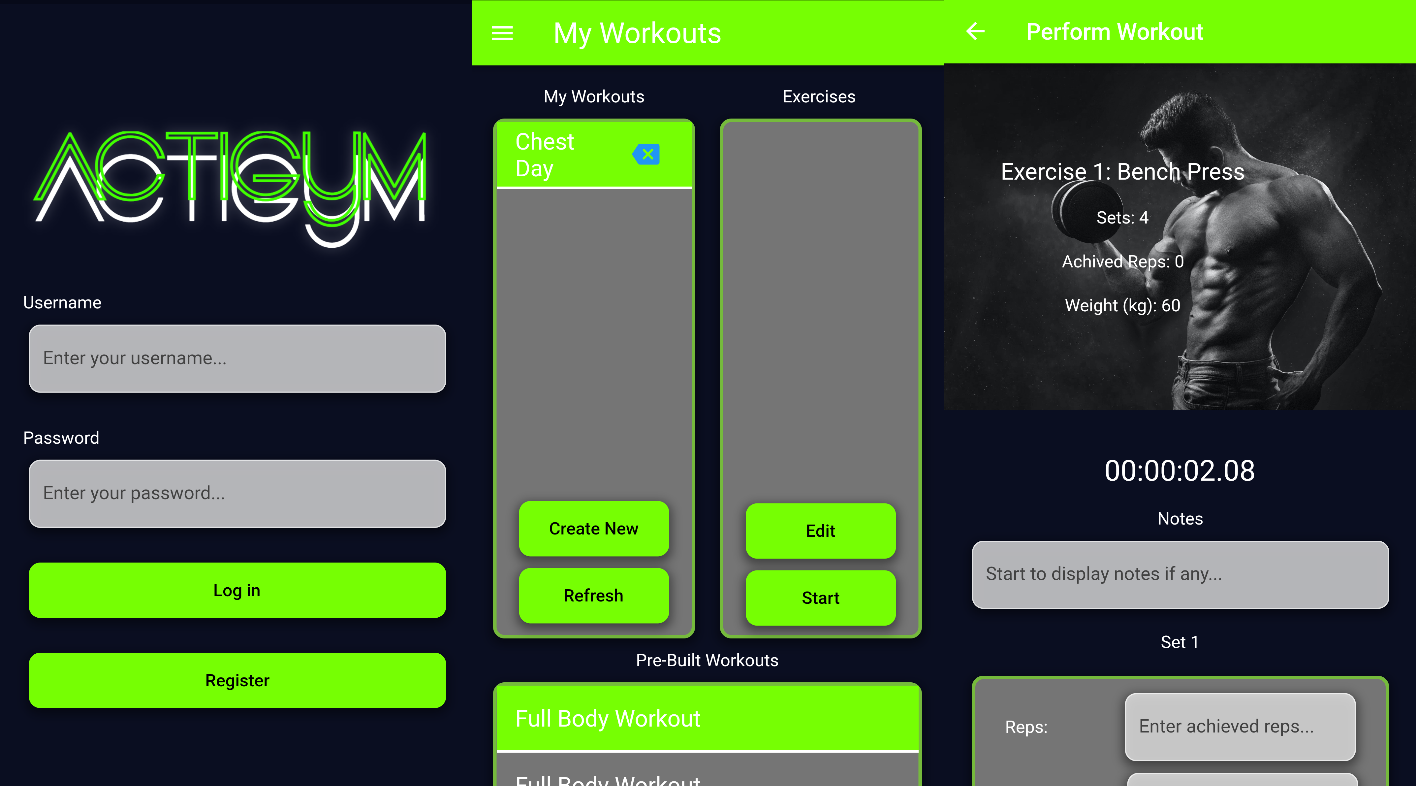 ACTIGYM
Username
Enter your username...
Password
Enter your password...
Log in
Register
My Workouts
My Workouts
Chest
Day
Create New
Refresh
Exercises
Edit
Start
Pre-Built Workouts
Full Body Workout
Full Body Workout
Perform Workout
Exercise 1: Bench Press
Sets: 4
Achived Reps: 0
Weight (kg): 60
00:00:02.08
Notes
Start to display notes if any...
Set 1
Reps:
Enter achieved reps...